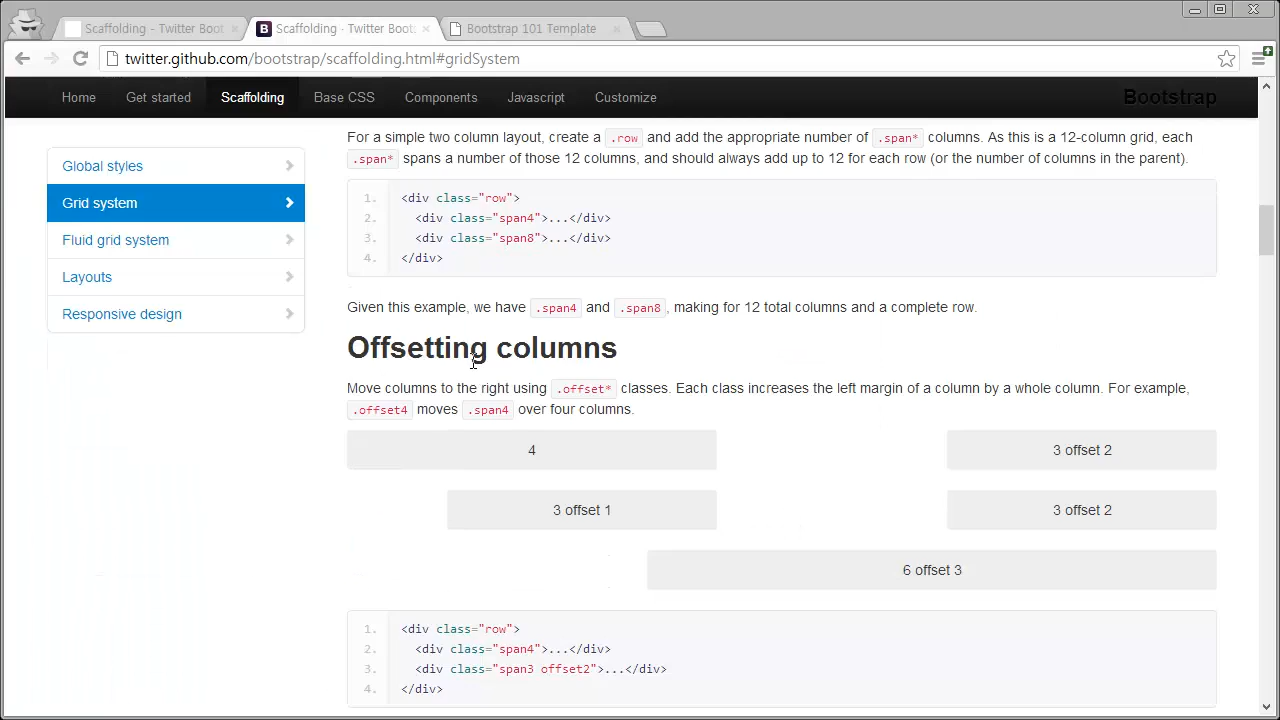 Scaffolding - Twitter Boot
Scaffolding - Twitter Boot
Bootstrap 101 Template
twitter.github.com/bootstrap/scaffolding.html#gridSystem
Home Get started Scaffolding Base CSS Components Javascript Customize Bootstrap
Global styles
Grid system
Fluid grid system
Layouts
Responsive design
For a simple two column layout, create a .row and add the appropriate number of .span* columns. As this is a 12-column grid, each
.span* spans a number of those 12 columns, and should always add up to 12 for each row (or the number of columns in the parent).
1. <div class="row">
2. <div class="span4">...</div>
3. <div class="span8">...</div>
4. </div>
Given this example, we have .span4 and .span8, making for 12 total columns and a complete row.
Offsetting columns
Move columns to the right using .offset* classes. Each class increases the left margin of a column by a whole column. For example,
.offset4 moves .span4 over four columns.
4 3 offset 2
3 offset 1 3 offset 2
6 offset 3
1. <div class="row">
2. <div class="span4">...</div>
3. <div class="span3 offset2">...</div>
4. </div>